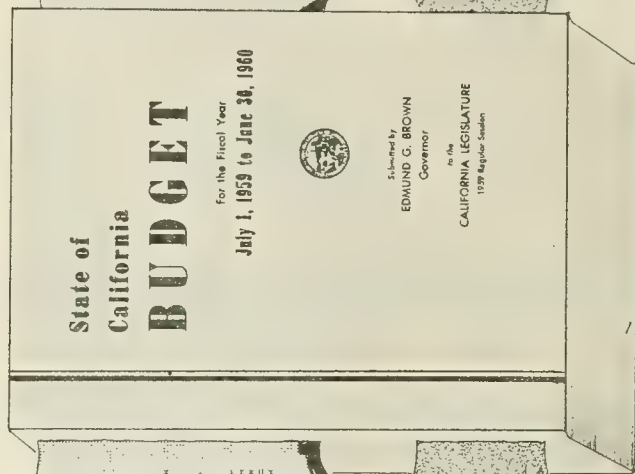 State of
California
BUDGET
For the Fiscal Year
July 1, 1959 to June 30, 1960
Submitted by
EDMUND G. BROWN
Governor
to the
CALIFORNIA LEGISLATURE
1959 Regular Session